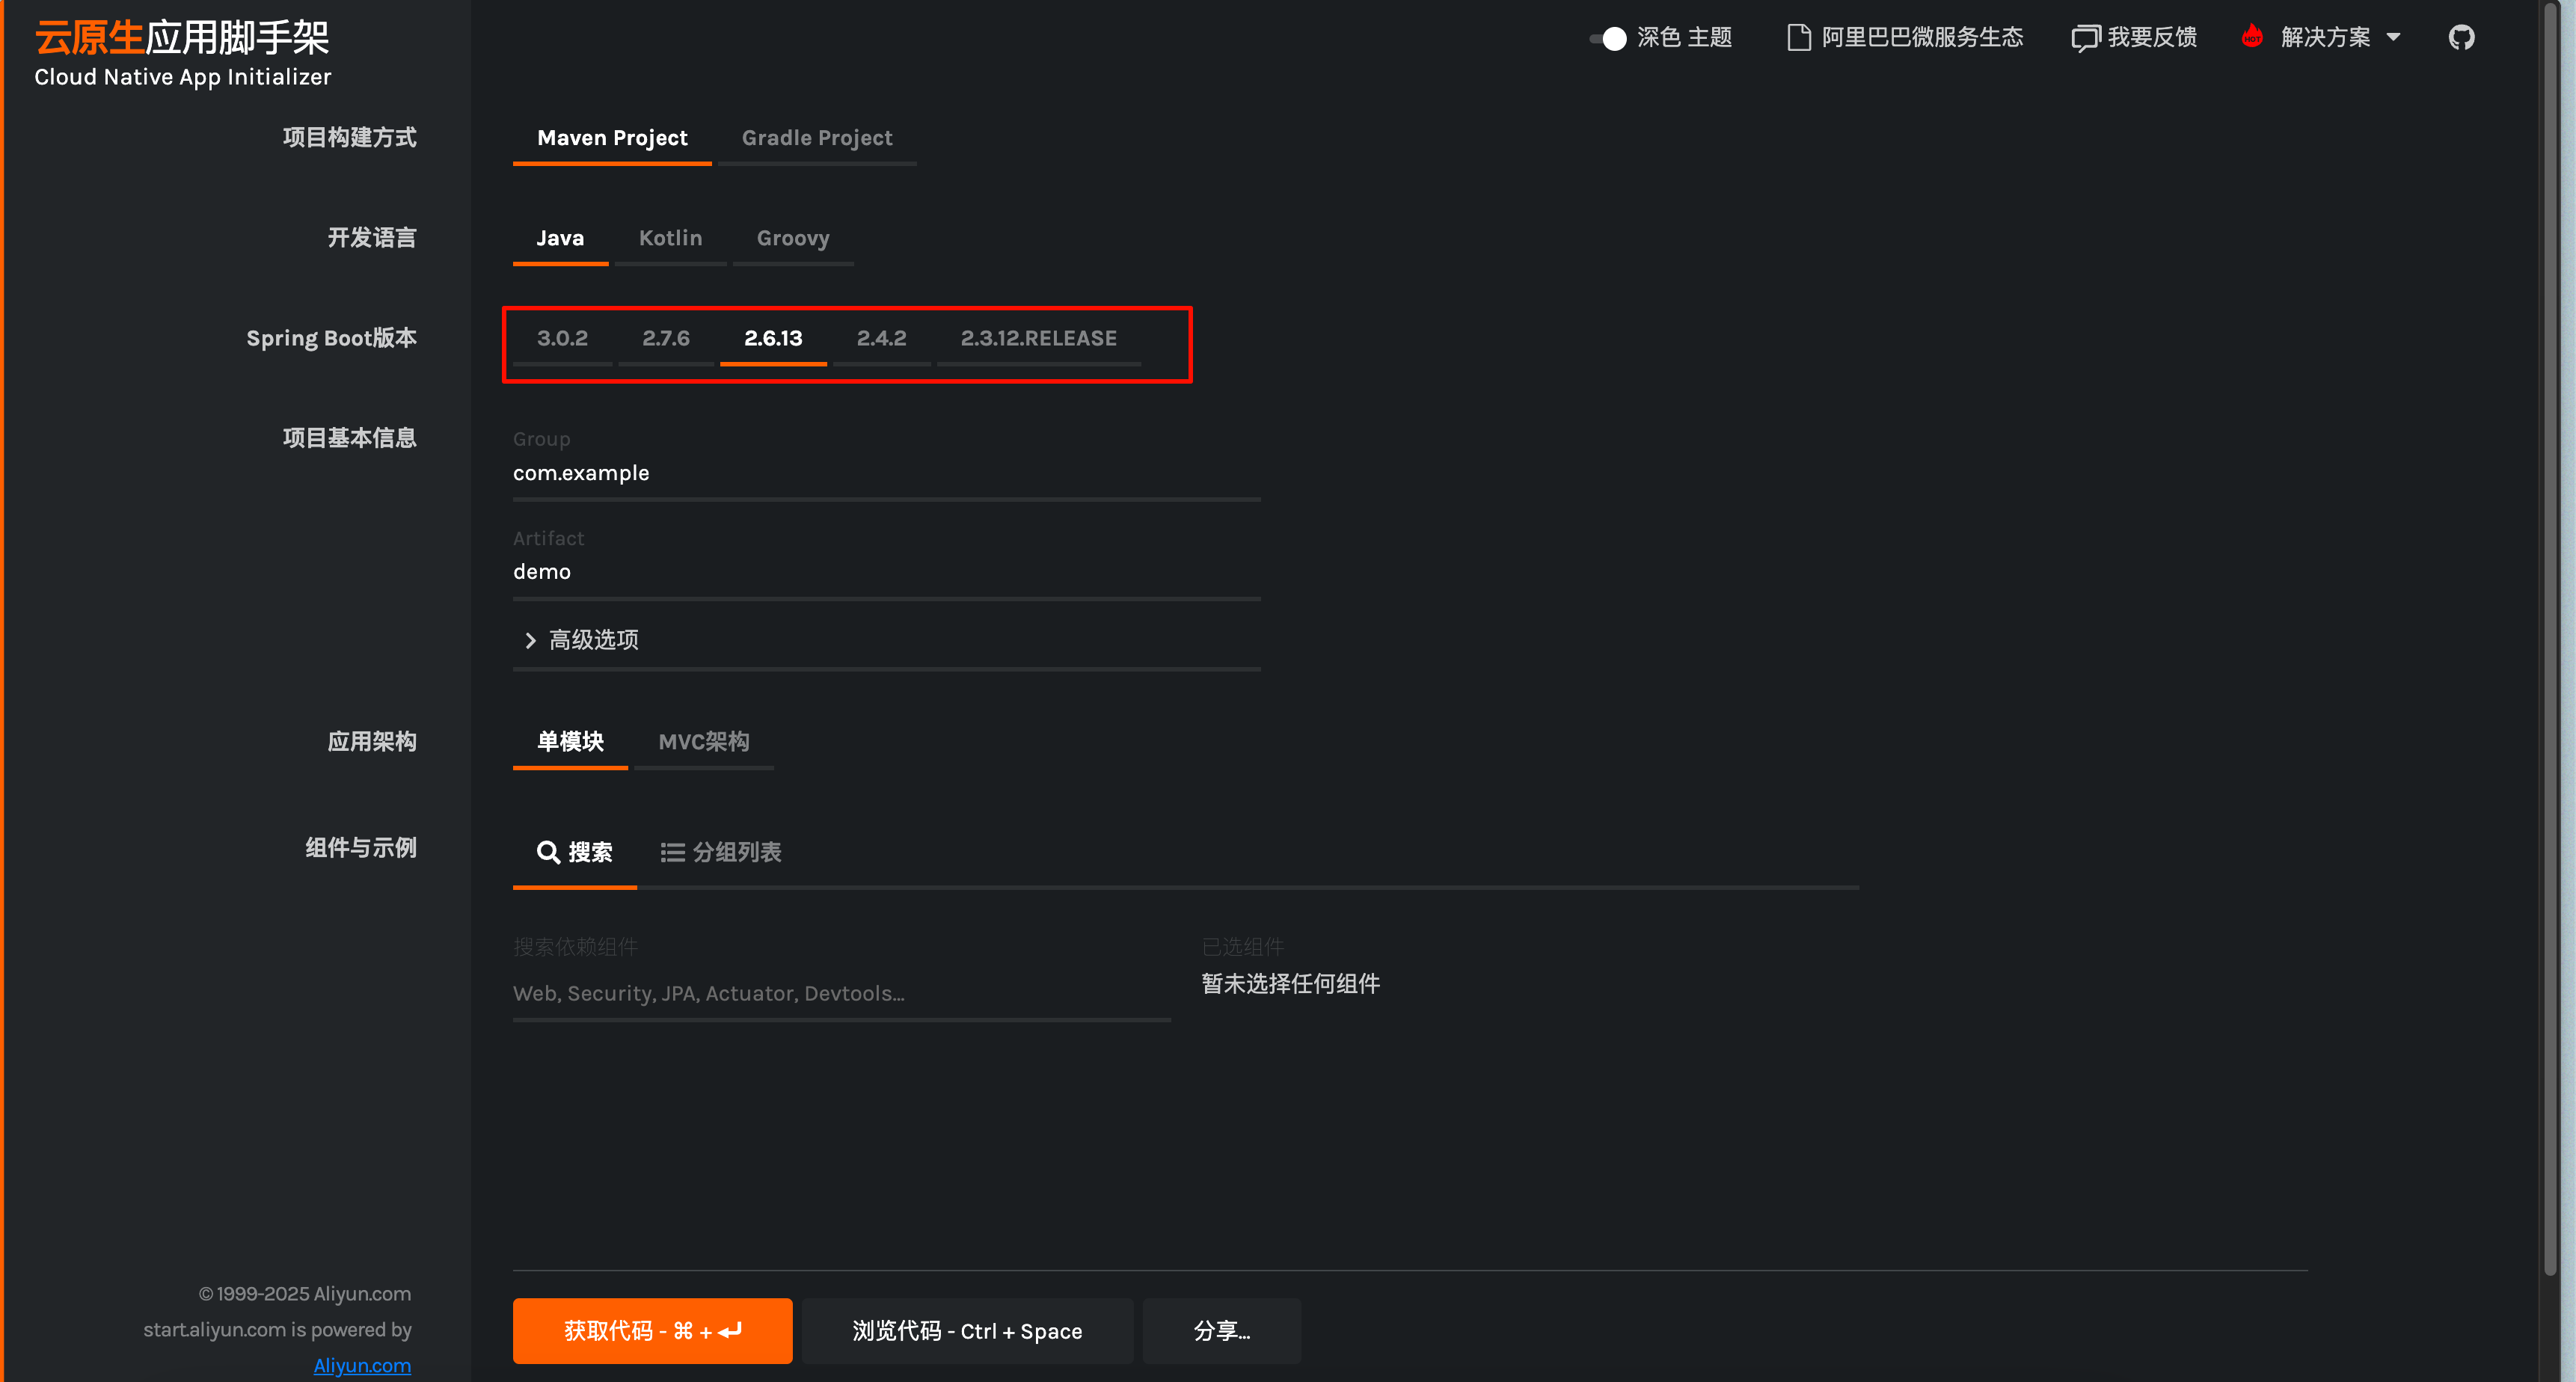 云原生应用脚手架
Cloud Native App Initializer
深色 主题
阿里巴巴微服务生态
我要反馈
HOT
解决方案
项目构建方式
Maven Project
Gradle Project
开发语言
Java
Kotlin
Groovy
Spring Boot版本
3.0.2
2.7.6
2.6.13
2.4.2
2.3.12.RELEASE
项目基本信息
Group
com.example
Artifact
demo
高级选项
应用架构
单模块
MVC架构
组件与示例
搜索
分组列表
搜索依赖组件
Web, Security, JPA, Actuator, Devtools...
已选组件
暂未选择任何组件
© 1999-2025 Aliyun.com
start.aliyun.com is powered by
Aliyun.com
获取代码 - ⌘ + ↵
浏览代码 - Ctrl + Space
分享...